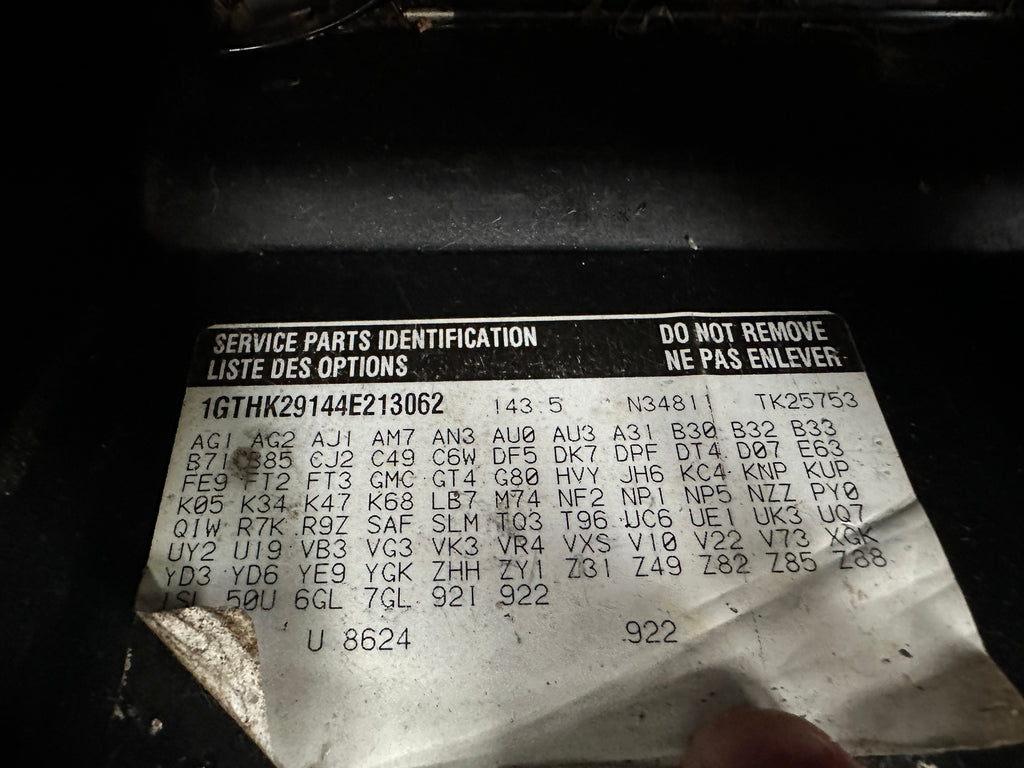 SERVICE PARTS IDENTIFICATION DO NOT REMOVE
LISTE DES OPTIONS NE PAS ENLEVER
1GTHK29144E213062 143.5 N34811 TK25753
AG1 AG2 AJ1 AM7 AN3 AU0 AU3 A31 B30 B32 B33
B71 B85 CJ2 C49 C6W DF5 DK7 DPF DT4 D07 E63
FE9 FT2 FT3 GMC GT4 G80 HVY JH6 KC4 KNP KUP
K05 K34 K47 K68 LB7 M74 NF2 NP1 NP5 NZZ PY0
QIW R7K R9Z SAF SLM TQ3 T96 UC6 UE1 UK3 UQ7
UY2 U19 VB3 VG3 VK3 VR4 VXS V10 V22 V73 XGK
YD3 YD6 YE9 YGK ZHH ZY1 Z31 Z49 Z82 Z85 Z88
1SL 50U 6GL 7GL 92I 922
U 8624 922